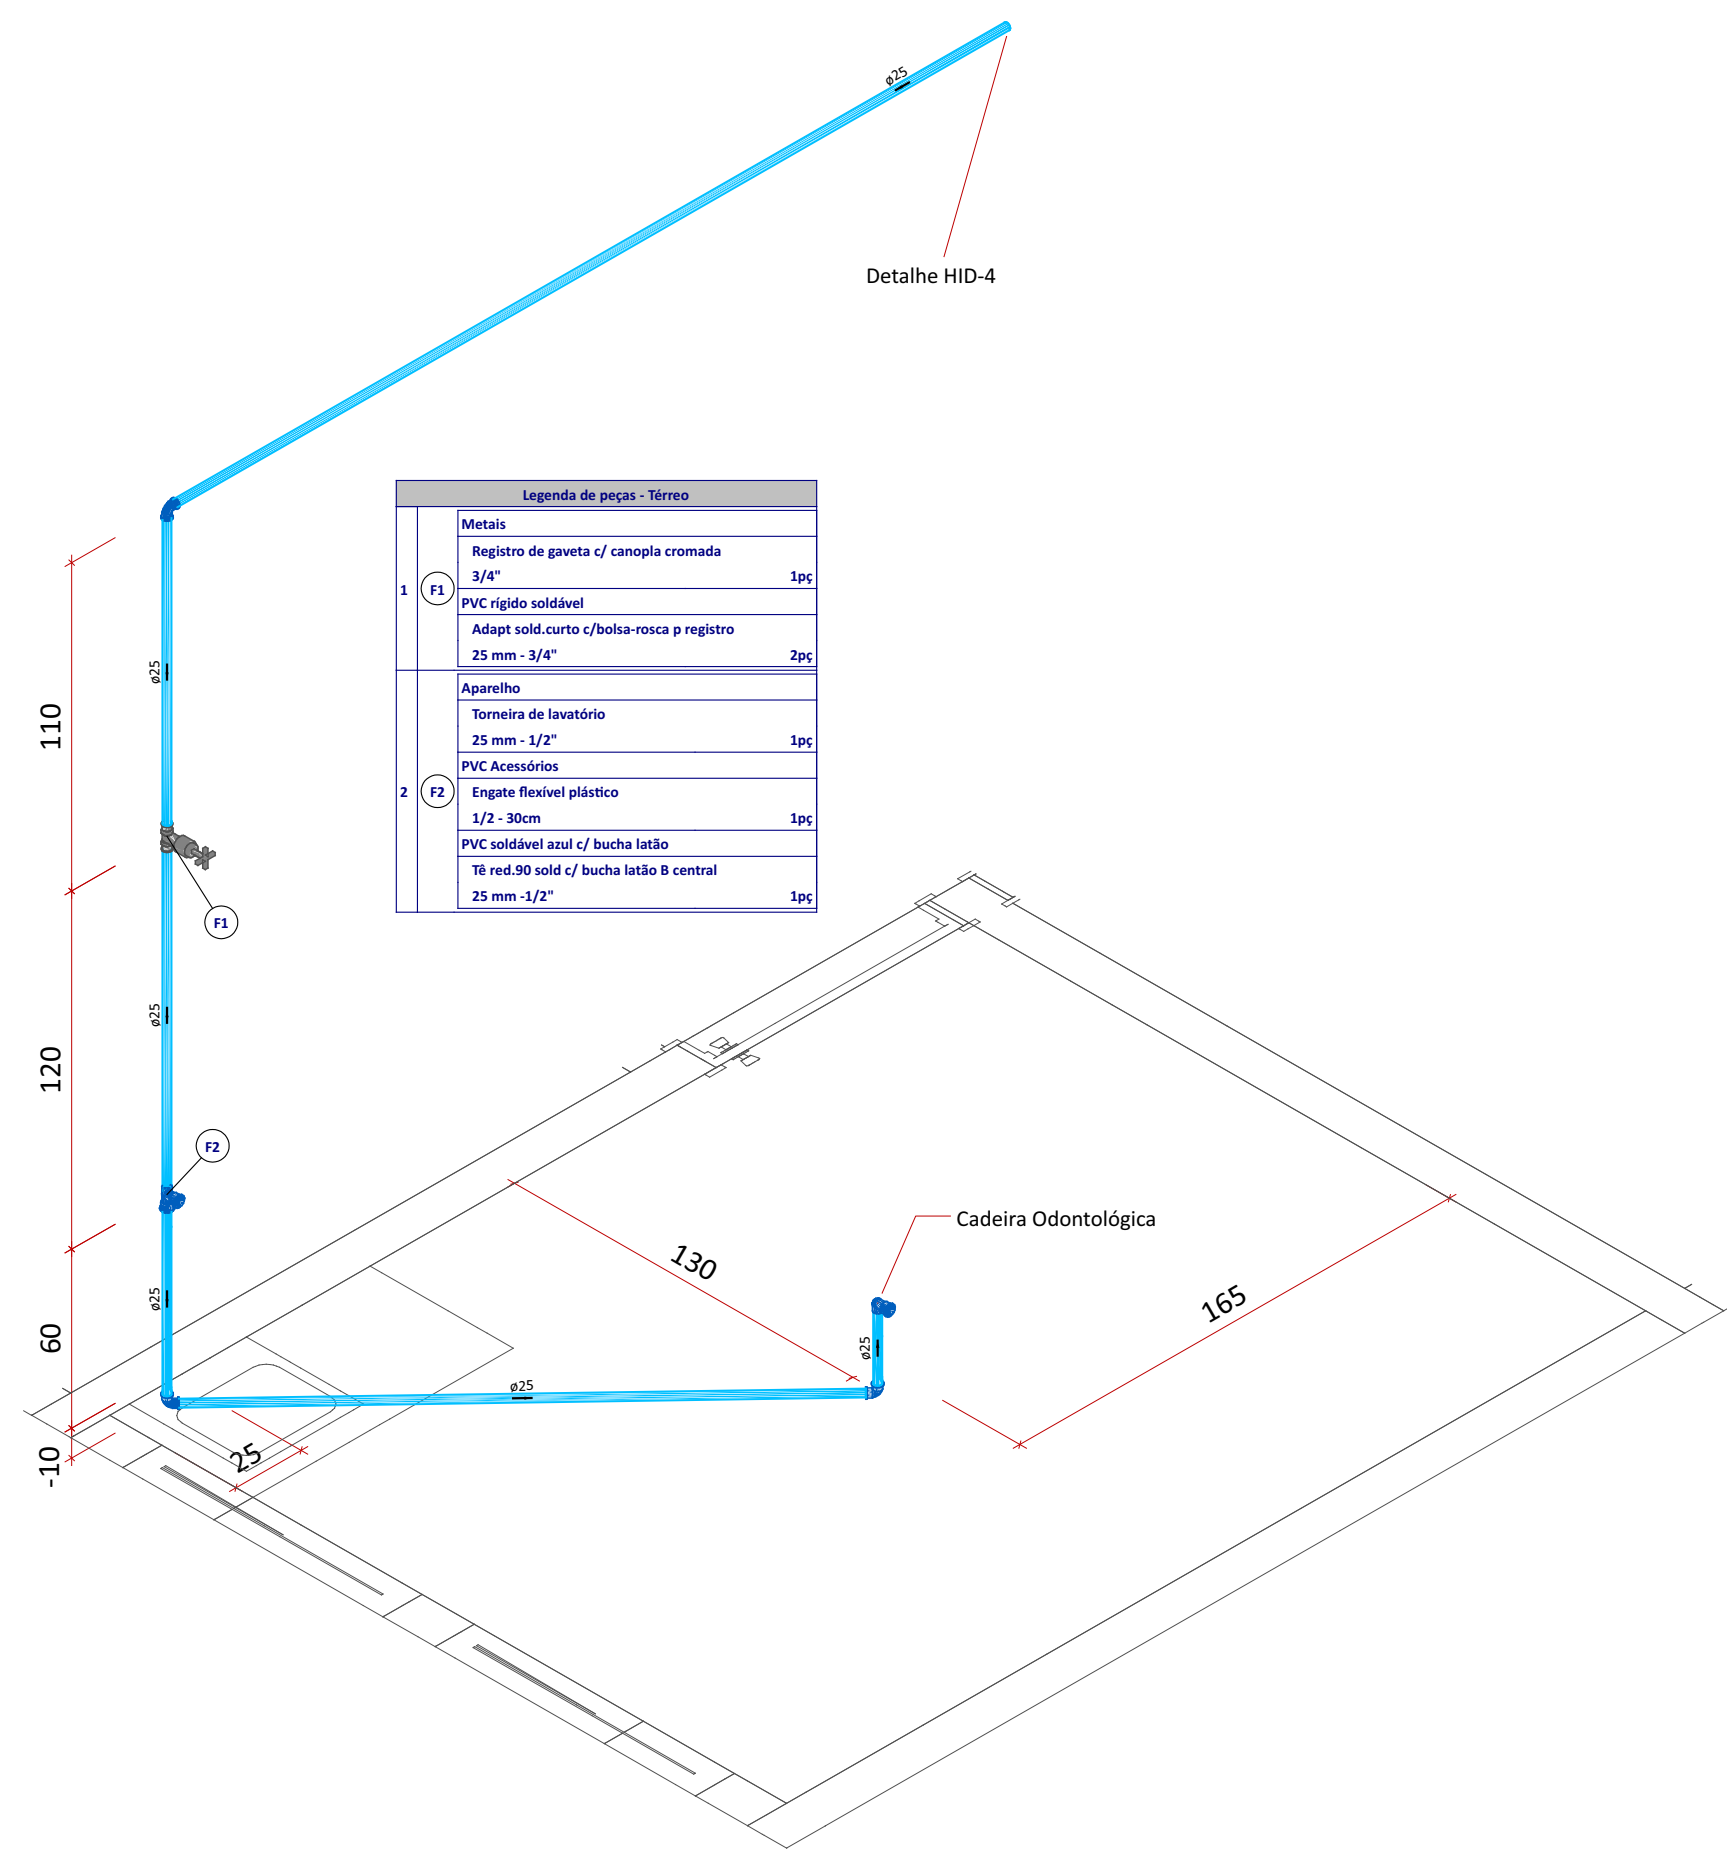 ø25
Detalhe HID-4
Legenda de peças - Térreo
1
F1
Metais
Registro de gaveta c/ canopla cromada
3/4" 1pç
PVC rígido soldável
Adapt sold.curto c/bolsa-rosca p registro
25 mm - 3/4" 2pç
2
F2
Aparelho
Torneira de lavatório
25 mm - 1/2" 1pç
PVC Acessórios
Engate flexível plástico
1/2 - 30cm 1pç
PVC soldável azul c/ bucha latão
Tê red.90 sold c/ bucha latão B central
25 mm -1/2" 1pç
ø25
110
F1
ø25
120
F2
Cadeira Odontológica
130
165
ø25
60
ø25
ø25
25
-10